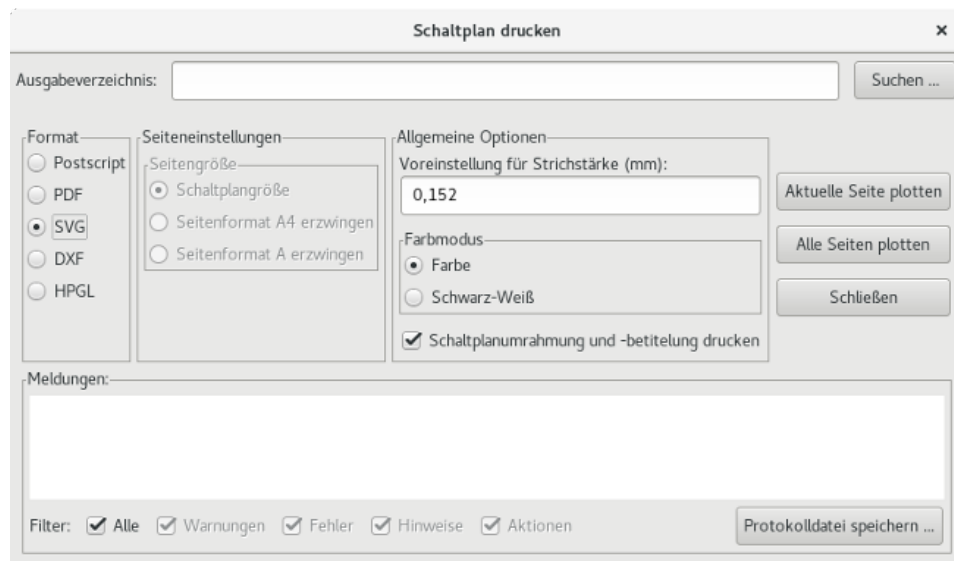 Schaltplan drucken
Ausgabeverzeichnis:
Suchen ...
Format
Postscript
PDF
SVG
DXF
HPGL
Seiteneinstellungen
Seitengröße
Schaltplangröße
Seitenformat A4 erzwingen
Seitenformat A erzwingen
Allgemeine Optionen
Voreinstellung für Strichstärke (mm):
0,152
Farbmodus
Farbe
Schwarz-Weiß
Schaltplanumrahmung und -betitelung drucken
Aktuelle Seite plotten
Alle Seiten plotten
Schließen
Meldungen:
Filter: Alle Warnungen Fehler Hinweise Aktionen
Protokolldatei speichern ...